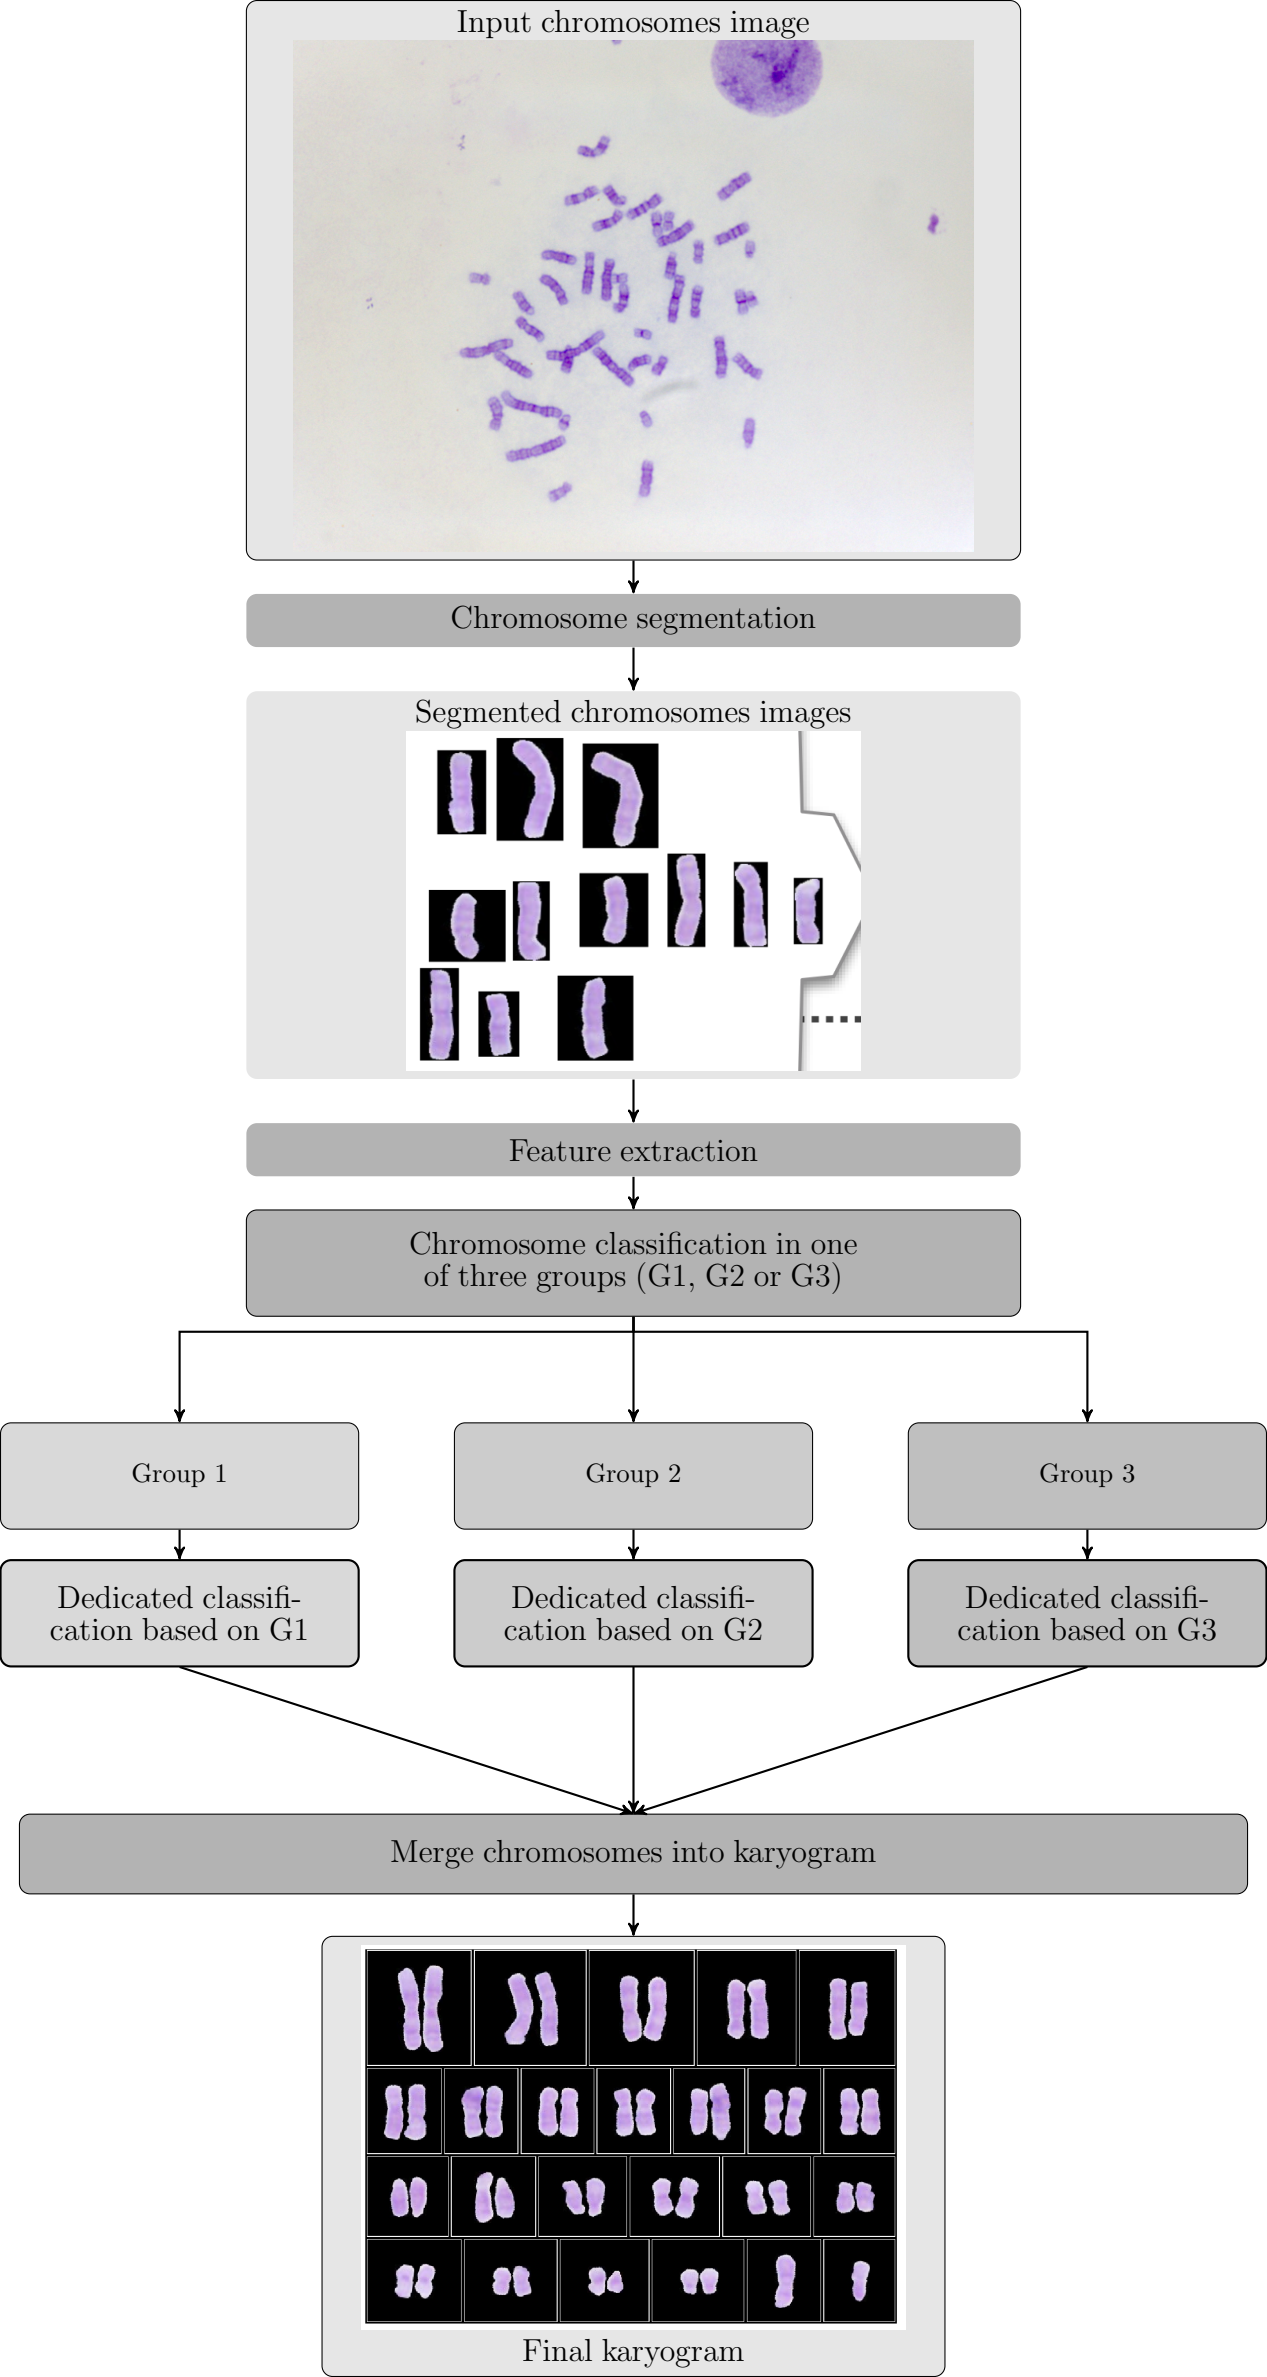 Input chromosomes image
Chromosome segmentation
Segmented chromosomes images
Feature extraction
Chromosome classification in one
of three groups (G1, G2 or G3)
Group 1
Group 2
Group 3
Dedicated classifi-
cation based on G1
Dedicated classifi-
cation based on G2
Dedicated classifi-
cation based on G3
Merge chromosomes into karyogram
Final karyogram